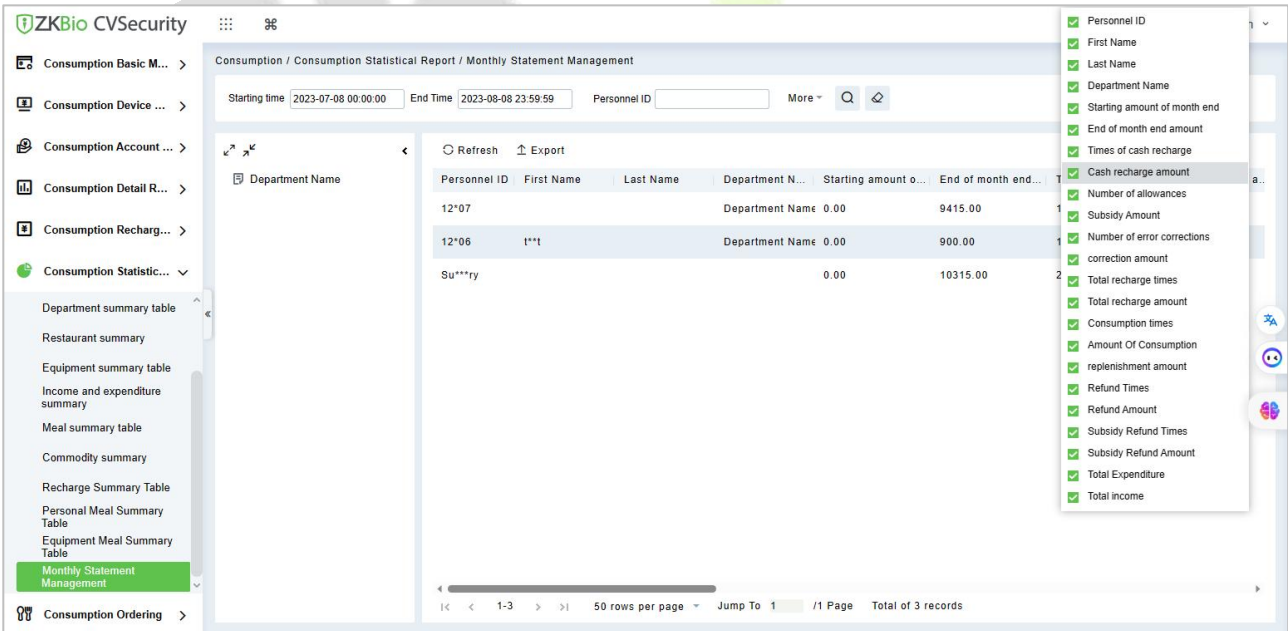 ZKBio CVSecurity
Consumption Basic M...
Consumption Device ...
Consumption Account ...
Consumption Detail R...
Consumption Recharg...
Consumption Statistic...
Department summary table
Restaurant summary
Equipment summary table
Income and expenditure
summary
Meal summary table
Commodity summary
Recharge Summary Table
Personal Meal Summary
Table
Equipment Meal Summary
Table
Monthly Statement
Management
Consumption Ordering
Consumption / Consumption Statistical Report / Monthly Statement Management
Starting time 2023-07-08 00:00:00 End Time 2023-08-08 23:59:59 Personnel ID More
Department Name
Refresh Export
Personnel ID First Name Last Name Department N... Starting amount o... End of month end... T a..
12*07 Department Name 0.00 9415.00 1
12*06 t**t Department Name 0.00 900.00 1
Su***ry 0.00 10315.00 2
1-3 50 rows per page Jump To 1 /1 Page Total of 3 records
Personnel ID
First Name
Last Name
Department Name
Starting amount of month end
End of month end amount
Times of cash recharge
Cash recharge amount
Number of allowances
Subsidy Amount
Number of error corrections
correction amount
Total recharge times
Total recharge amount
Consumption times
Amount Of Consumption
replenishment amount
Refund Times
Refund Amount
Subsidy Refund Times
Subsidy Refund Amount
Total Expenditure
Total income